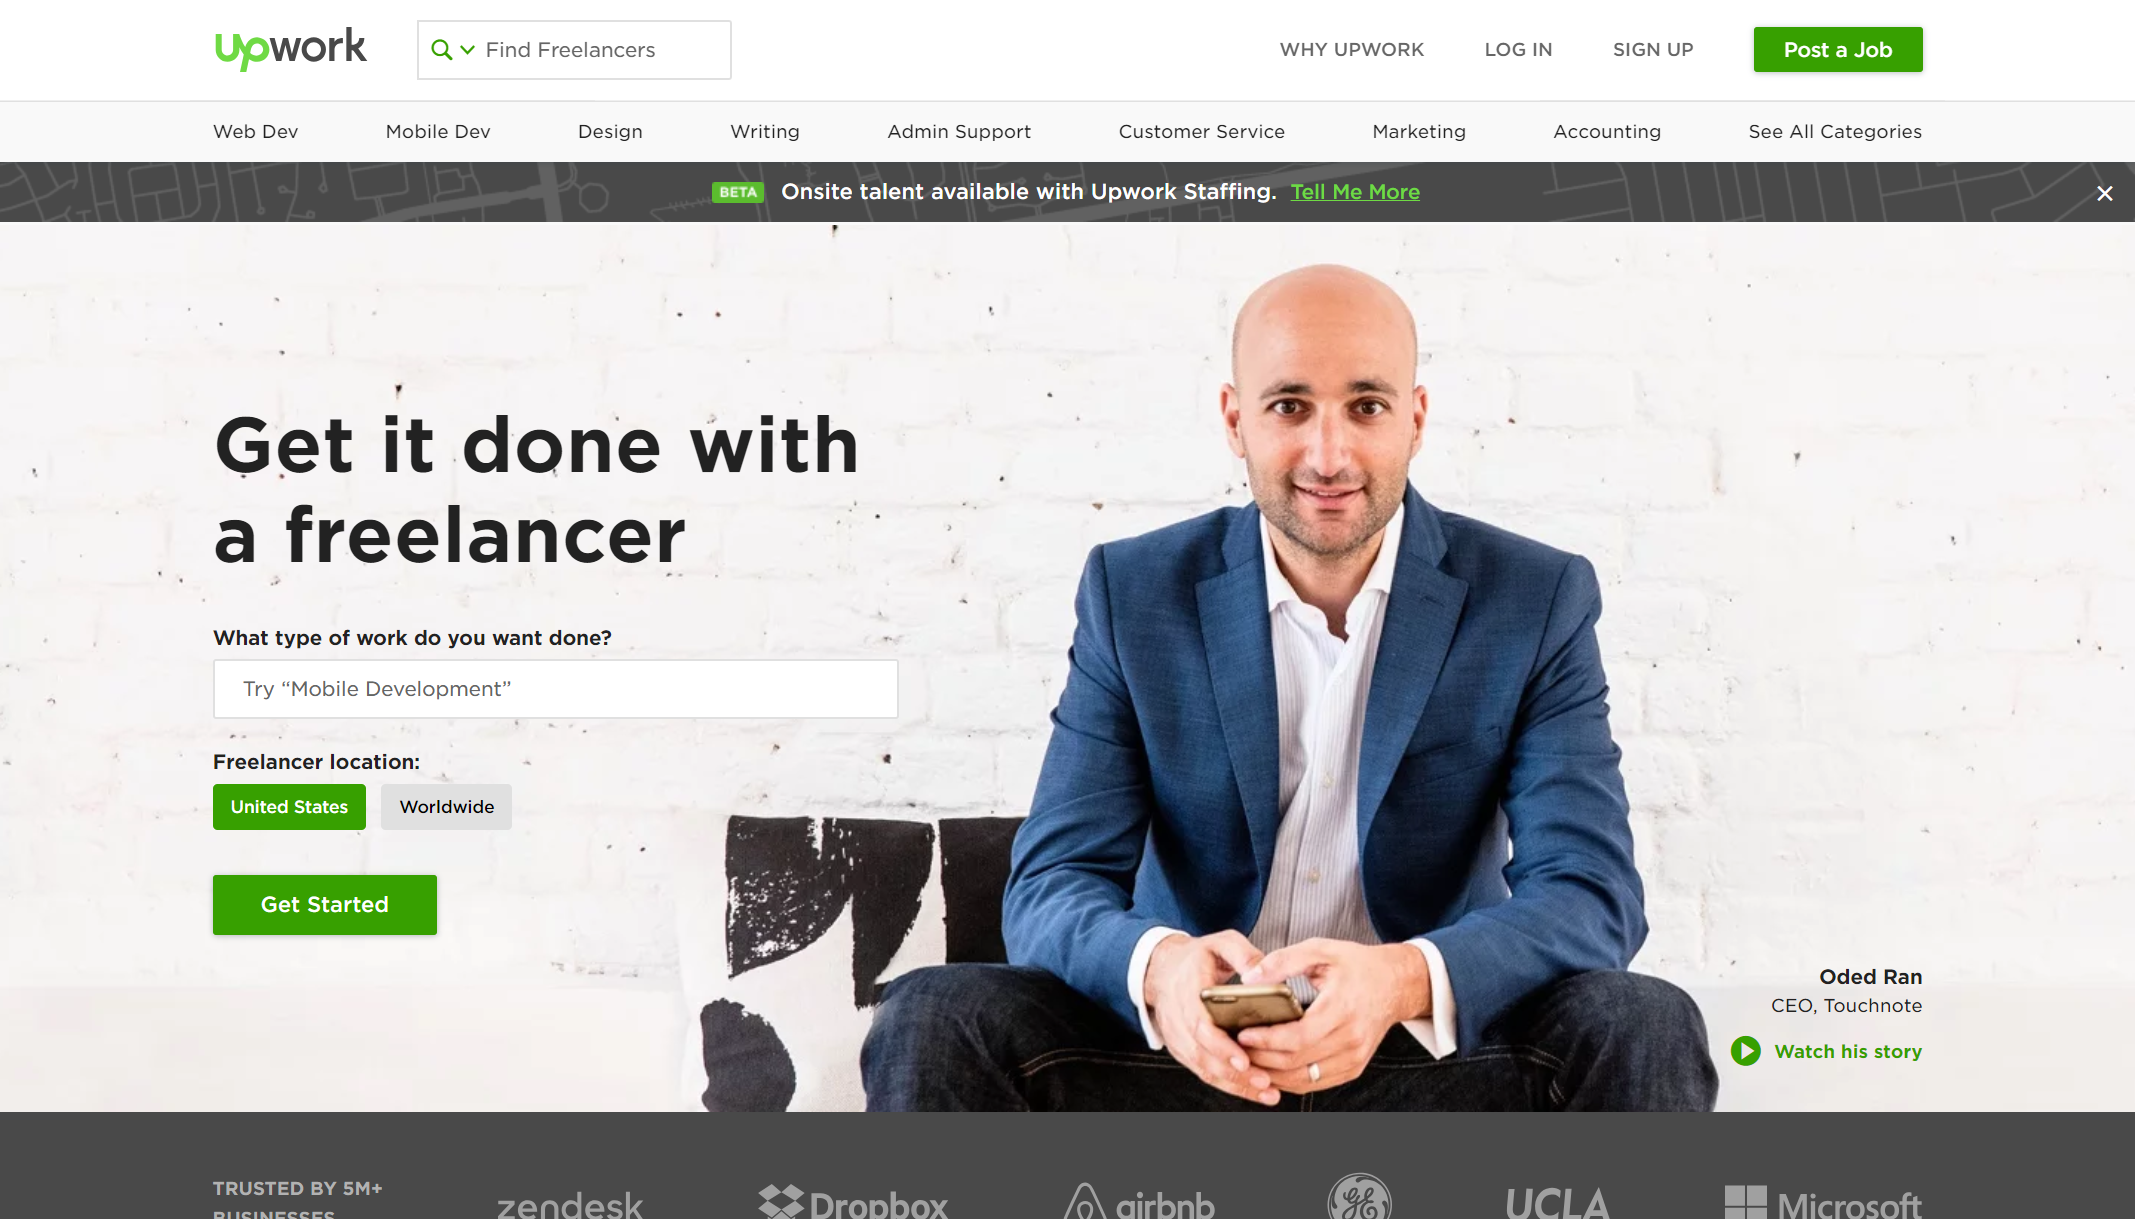 upwork
Find Freelancers
WHY UPWORK
LOG IN
SIGN UP
Post a Job
Web Dev
Mobile Dev
Design
Writing
Admin Support
Customer Service
Marketing
Accounting
See All Categories
BETA Onsite talent available with Upwork Staffing. Tell Me More
Get it done with
a freelancer
What type of work do you want done?
Try “Mobile Development”
Freelancer location:
United States
Worldwide
Get Started
Oded Ran
CEO, Touchnote
Watch his story
TRUSTED BY 5M+
BUSINESSES
zendesk
Dropbox
airbnb
GE
UCLA
Microsoft